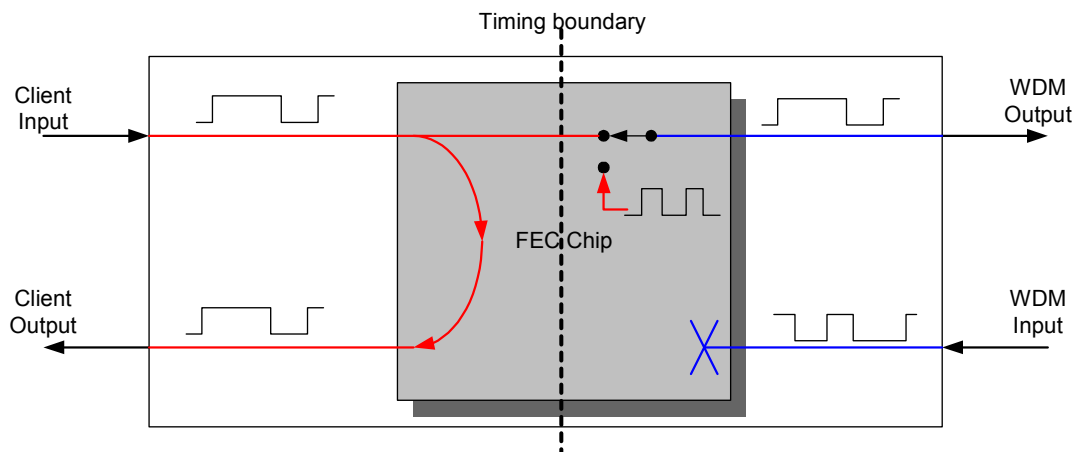 Timing boundary
Client
Input
WDM
Output
FEC Chip
Client
Output
WDM
Input